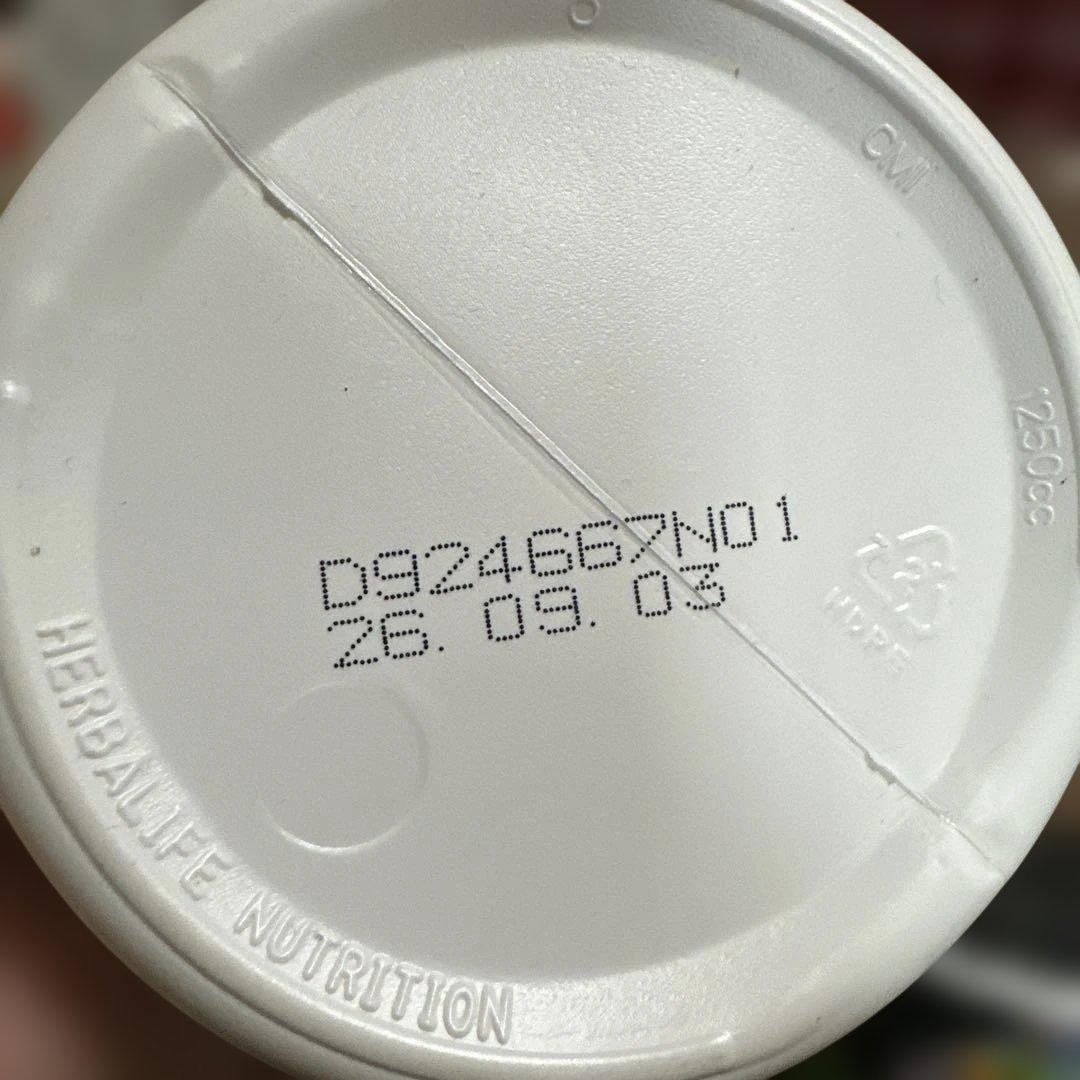 CMI
1250cc
D924667N01
26. 09. 03
HDPE
HERBALIFE NUTRITION